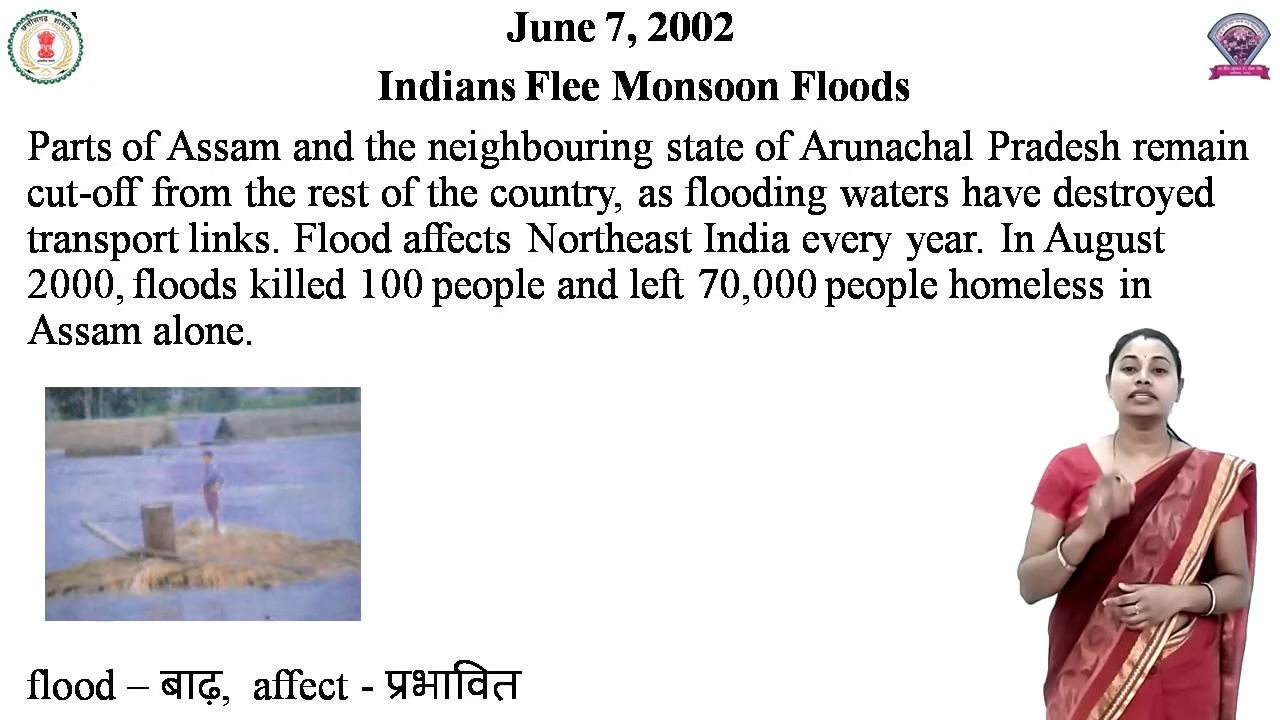 छत्तीसगढ़ शासन
June 7, 2002
Indians Flee Monsoon Floods
Parts of Assam and the neighbouring state of Arunachal Pradesh remain
cut-off from the rest of the country, as flooding waters have destroyed
transport links. Flood affects Northeast India every year. In August
2000, floods killed 100 people and left 70,000 people homeless in
Assam alone.
flood – बाढ़, affect - प्रभावित